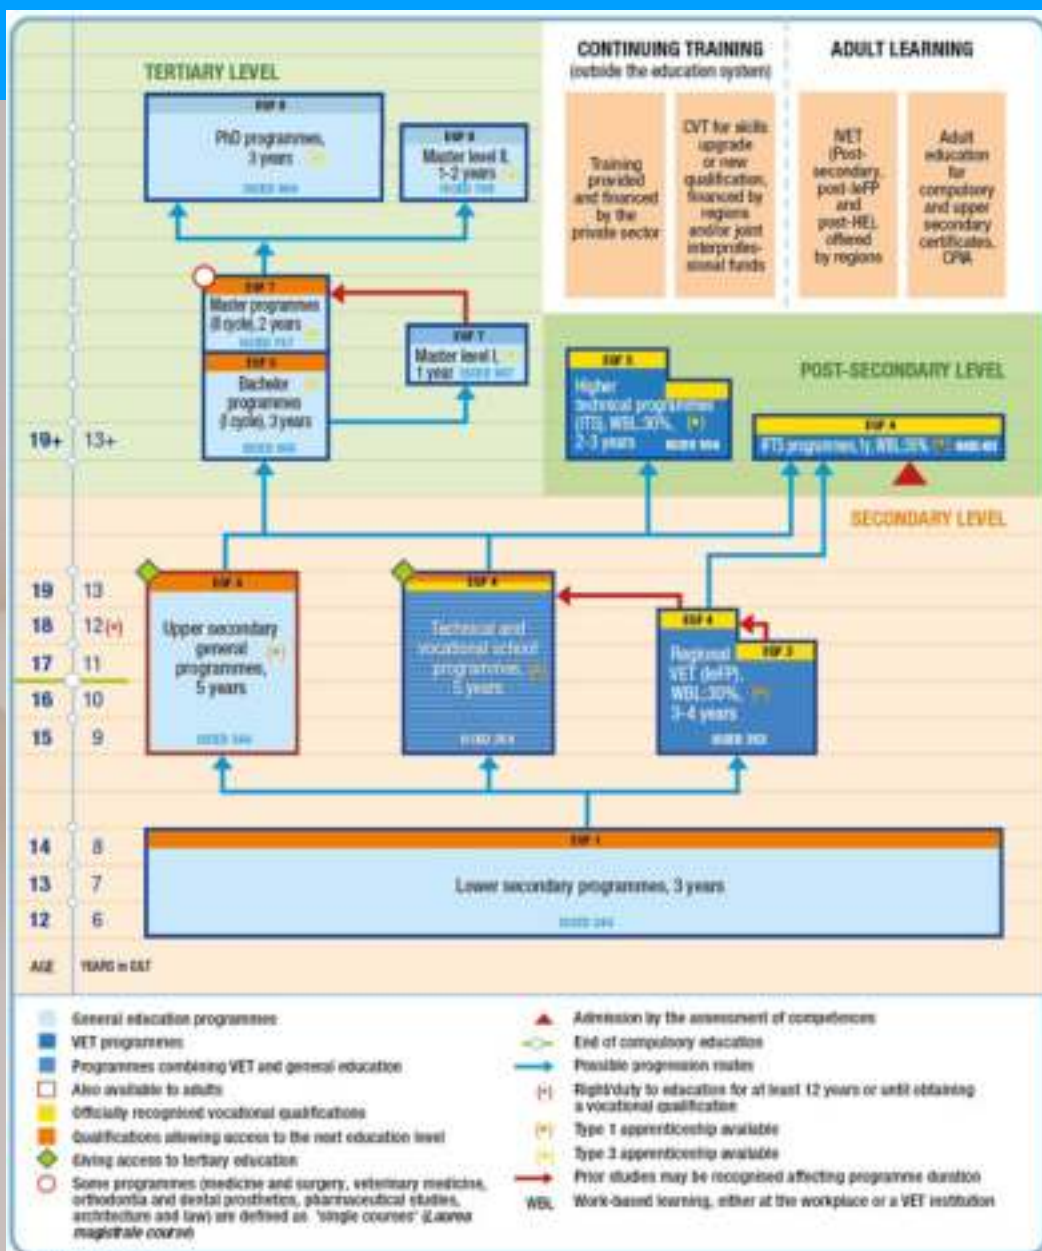 TERTIARY LEVEL
PhD programmes,
3 years
Master level II,
1-2 years
EQF 7
Master programmes
(II cycle), 2 years
Bachelor
programmes
(I cycle), 3 years
EQF 7
Master level I,
1 year
CONTINUING TRAINING
(outside the education system)
Training
provided
and financed
by the
private sector
CVT for skills
upgrade
or new
qualification,
financed by
regions
and/or joint
interprofes-
sional funds
ADULT LEARNING
(Post-
secondary,
post-IeFP
and
post-HEL)
offered
by regions
Adult
education
for
compulsory
and upper
secondary
certificates,
CPIA
POST-SECONDARY LEVEL
EQF 5
Higher
technical programmes
(ITS), WBL:30%,
2-3 years
EQF 4
IFTS programmes, 1y,
19+ 13+
SECONDARY LEVEL
19 13
18 12(*)
17 11
16 10
15 9
EQF 4
Upper secondary
general
programmes,
5 years
EQF 4
Technical and
vocational school
programmes,
5 years
EQF 4
EQF 3
Regional
VET (IeFP),
WBL:30%,
3-4 years
14 8
13 7
12 6
EQF 1
Lower secondary programmes, 3 years
AGE YEARS in E&T
General education programmes
VET programmes
Programmes combining VET and general education
Also available to adults
Officially recognised vocational qualifications
Qualifications allowing access to the next education level
Giving access to tertiary education
Some programmes (medicine and surgery, veterinary medicine,
orthodontia and dental prosthetics, pharmaceutical studies,
architecture and law) are defined as 'single courses' (Laurea
magistrale course)
Admission by the assessment of competences
End of compulsory education
Possible progression routes
(*) Right/duty to education for at least 12 years or until obtaining
a vocational qualification
(*) Type 1 apprenticeship available
Type 3 apprenticeship available
Prior studies may be recognised affecting programme duration
WBL Work-based learning, either at the workplace or a VET institution